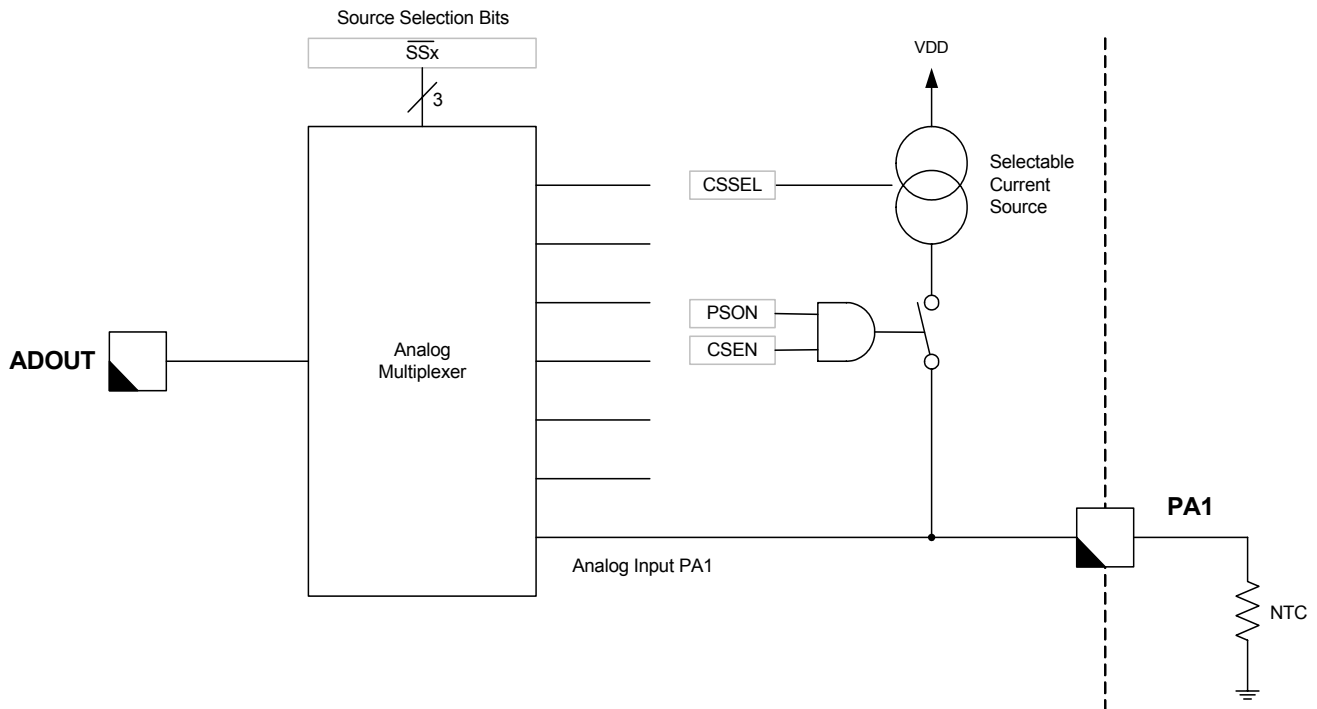 Source Selection Bits
SSx
3
VDD
Selectable
Current
Source
CSSEL
PSON
CSEN
ADOUT
Analog
Multiplexer
PA1
Analog Input PA1
NTC